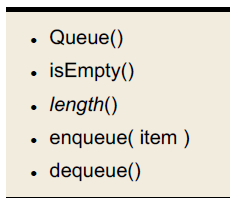 • Queue()
• isEmpty()
• length()
• enqueue( item )
• dequeue()